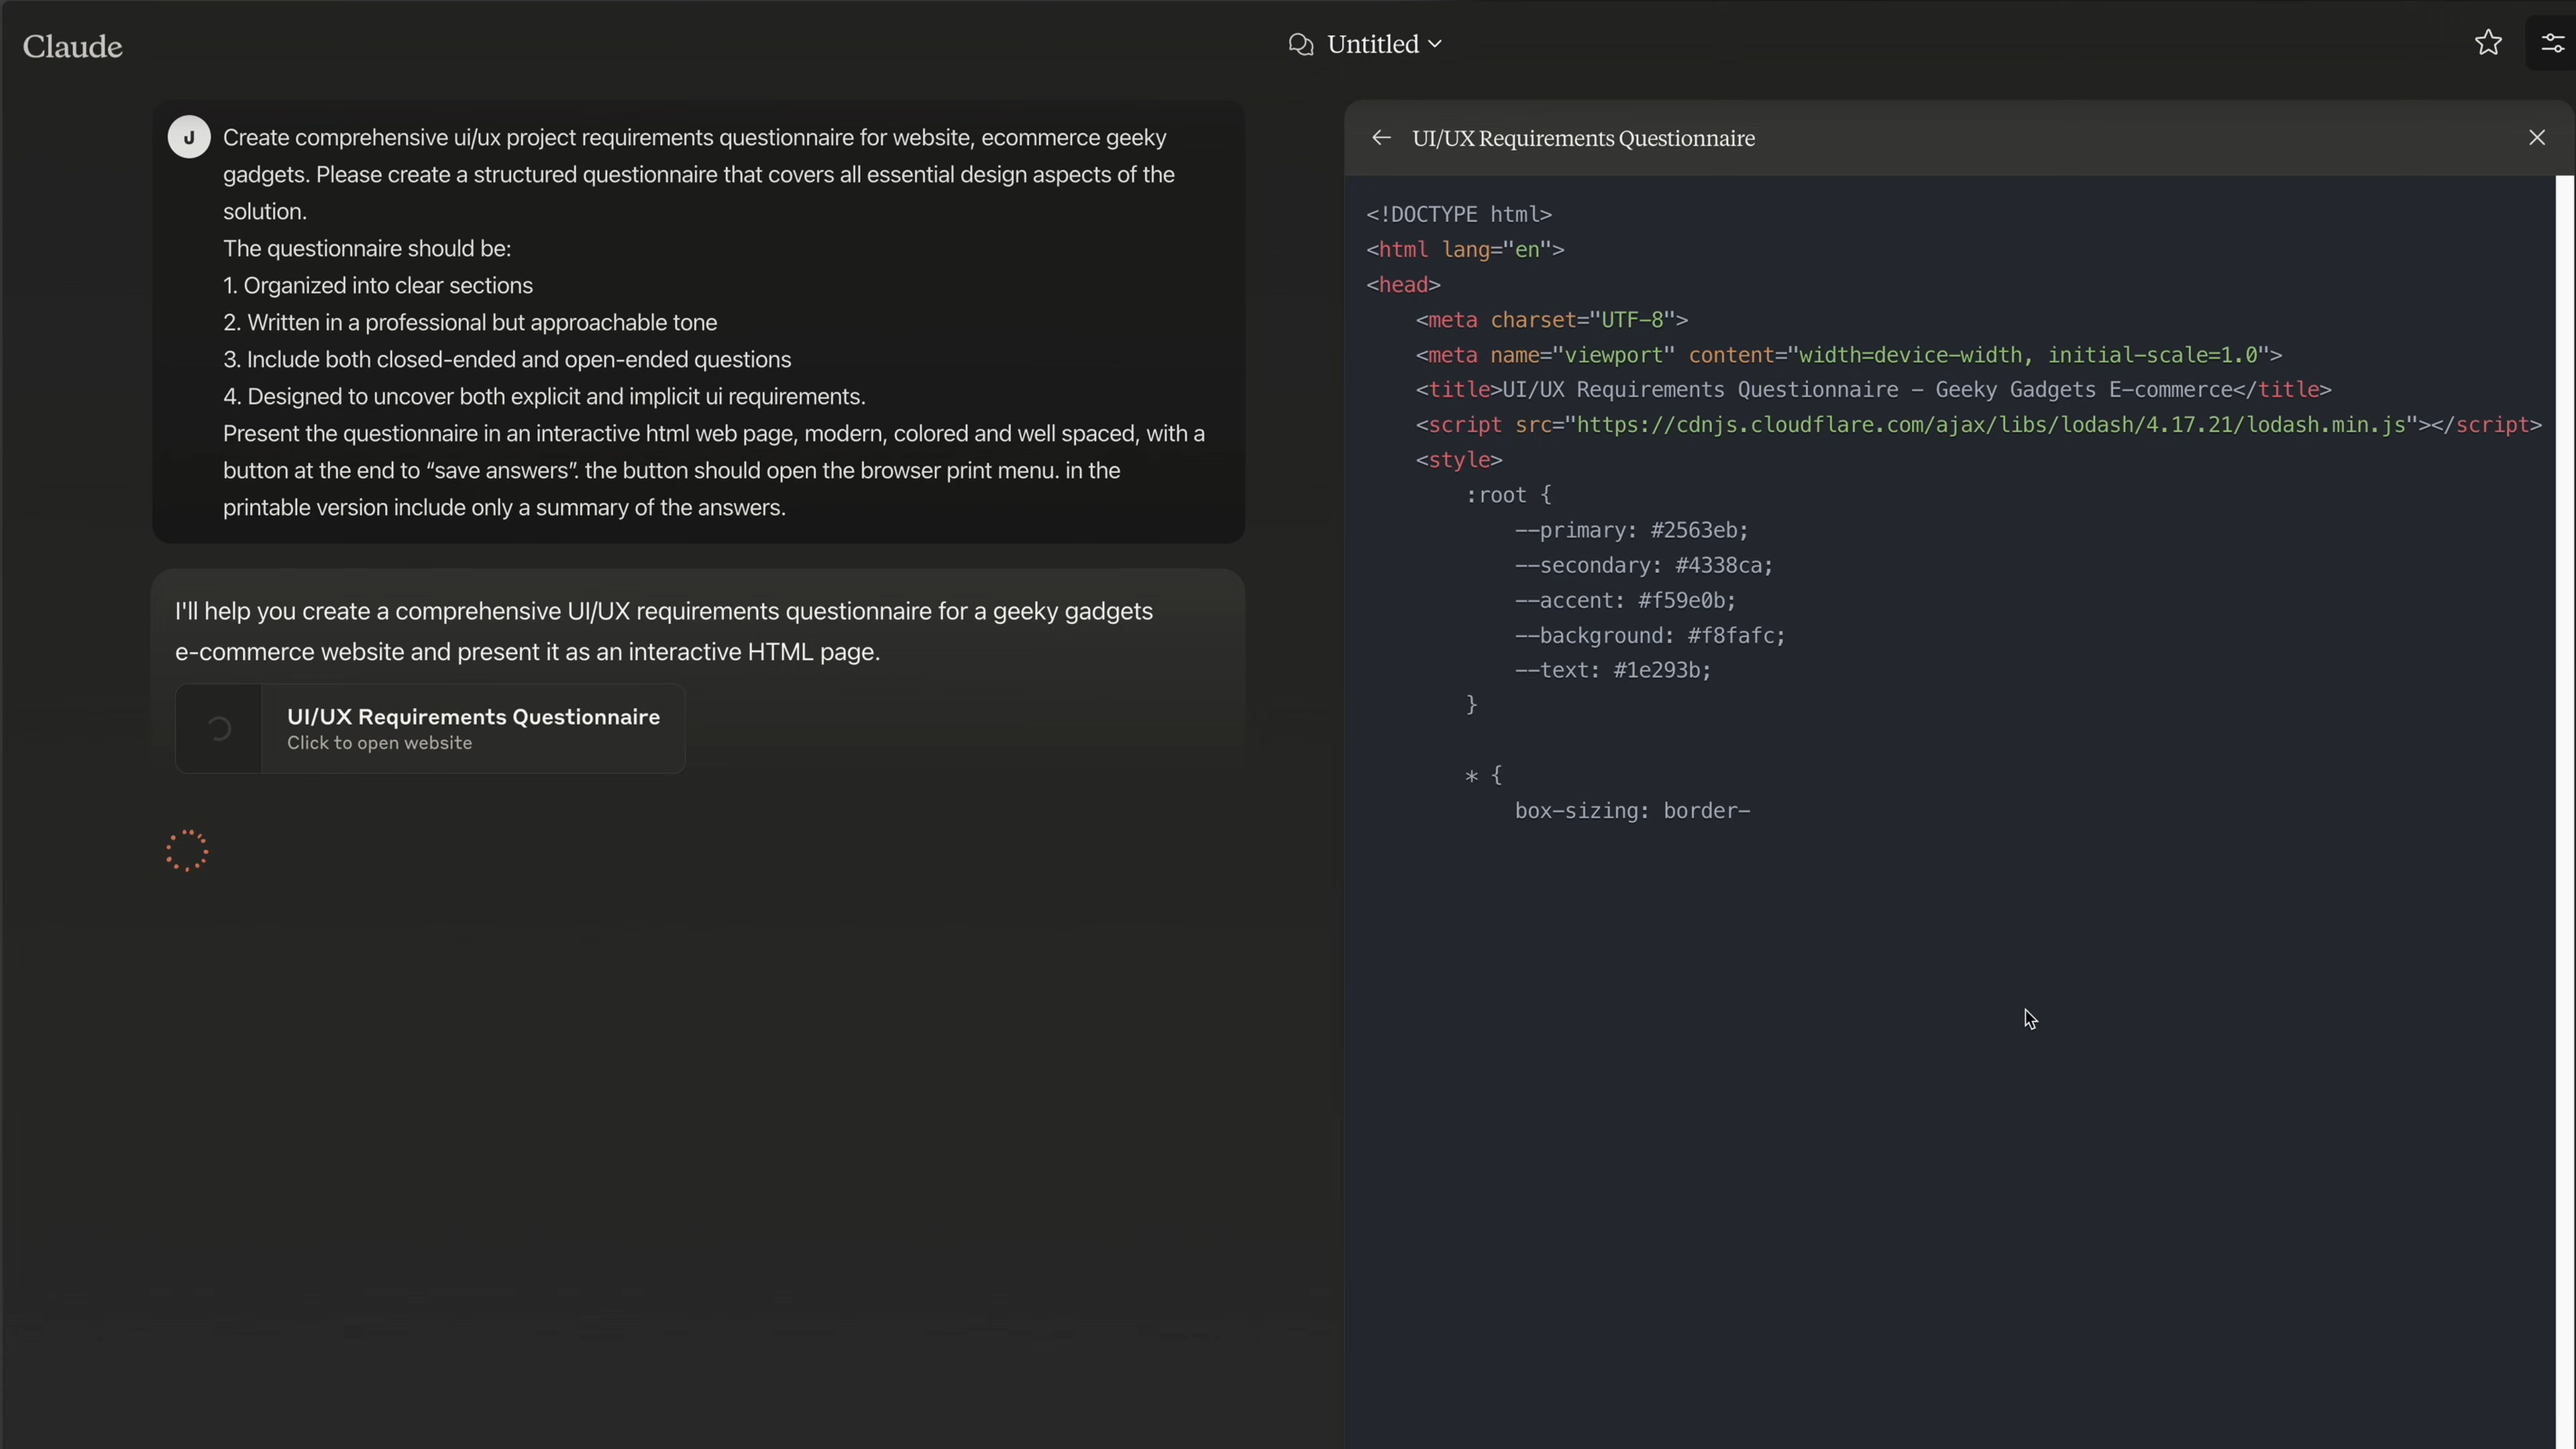 Claude
Untitled
J
Create comprehensive ui/ux project requirements questionnaire for website, ecommerce geeky
gadgets. Please create a structured questionnaire that covers all essential design aspects of the
solution.
The questionnaire should be:
1. Organized into clear sections
2. Written in a professional but approachable tone
3. Include both closed-ended and open-ended questions
4. Designed to uncover both explicit and implicit ui requirements.
Present the questionnaire in an interactive html web page, modern, colored and well spaced, with a
button at the end to “save answers”. the button should open the browser print menu. in the
printable version include only a summary of the answers.
I'll help you create a comprehensive UI/UX requirements questionnaire for a geeky gadgets
e-commerce website and present it as an interactive HTML page.
UI/UX Requirements Questionnaire
Click to open website
UI/UX Requirements Questionnaire
<!DOCTYPE html>
<html lang="en">
<head>
    <meta charset="UTF-8">
    <meta name="viewport" content="width=device-width, initial-scale=1.0">
    <title>UI/UX Requirements Questionnaire - Geeky Gadgets E-commerce</title>
    <script src="https://cdnjs.cloudflare.com/ajax/libs/lodash/4.17.21/lodash.min.js"></script>
    <style>
        :root {
            --primary: #2563eb;
            --secondary: #4338ca;
            --accent: #f59e0b;
            --background: #f8fafc;
            --text: #1e293b;
        }
        * {
            box-sizing: border-